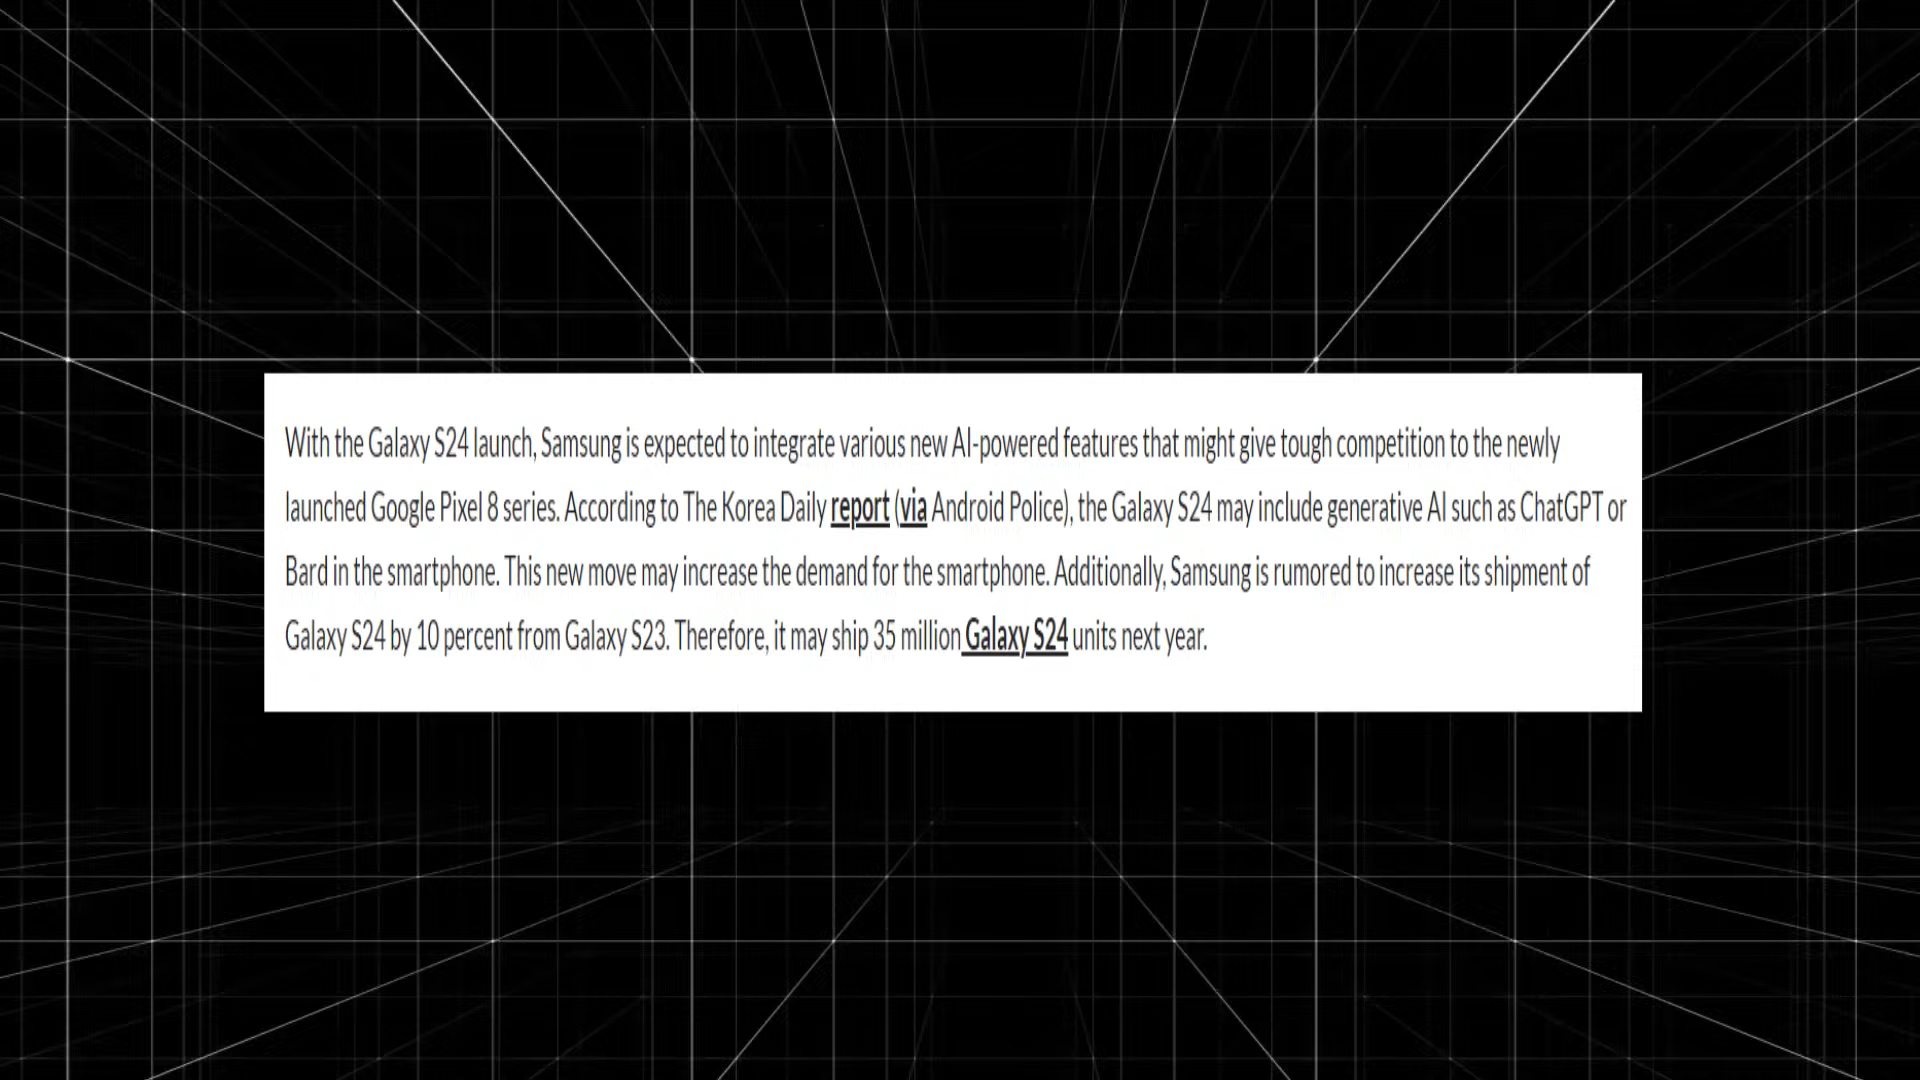 With the Galaxy S24 launch, Samsung is expected to integrate various new AI-powered features that might give tough competition to the newly
launched Google Pixel 8 series. According to The Korea Daily report (via Android Police), the Galaxy S24 may include generative AI such as ChatGPT or
Bard in the smartphone. This new move may increase the demand for the smartphone. Additionally, Samsung is rumored to increase its shipment of
Galaxy S24 by 10 percent from Galaxy S23. Therefore, it may ship 35 million Galaxy S24 units next year.